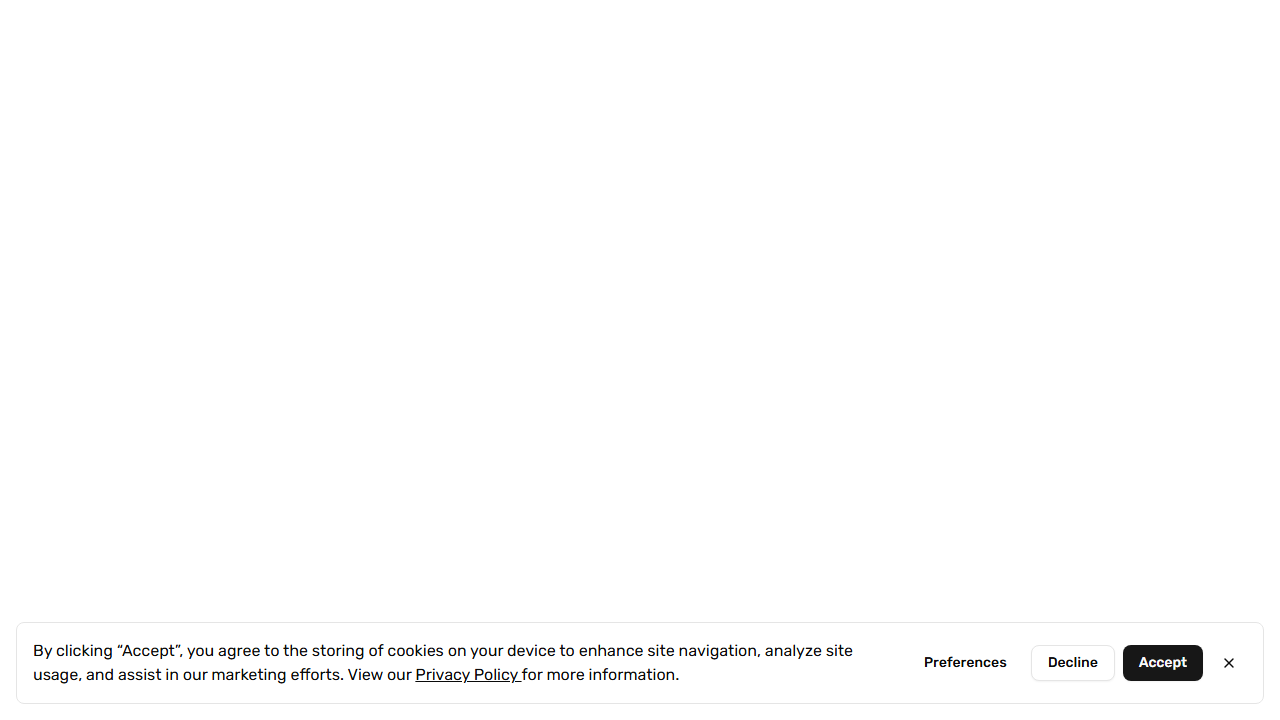 By clicking “Accept”, you agree to the storing of cookies on your device to enhance site navigation, analyze site
usage, and assist in our marketing efforts. View our Privacy Policy for more information.
Preferences
Decline
Accept